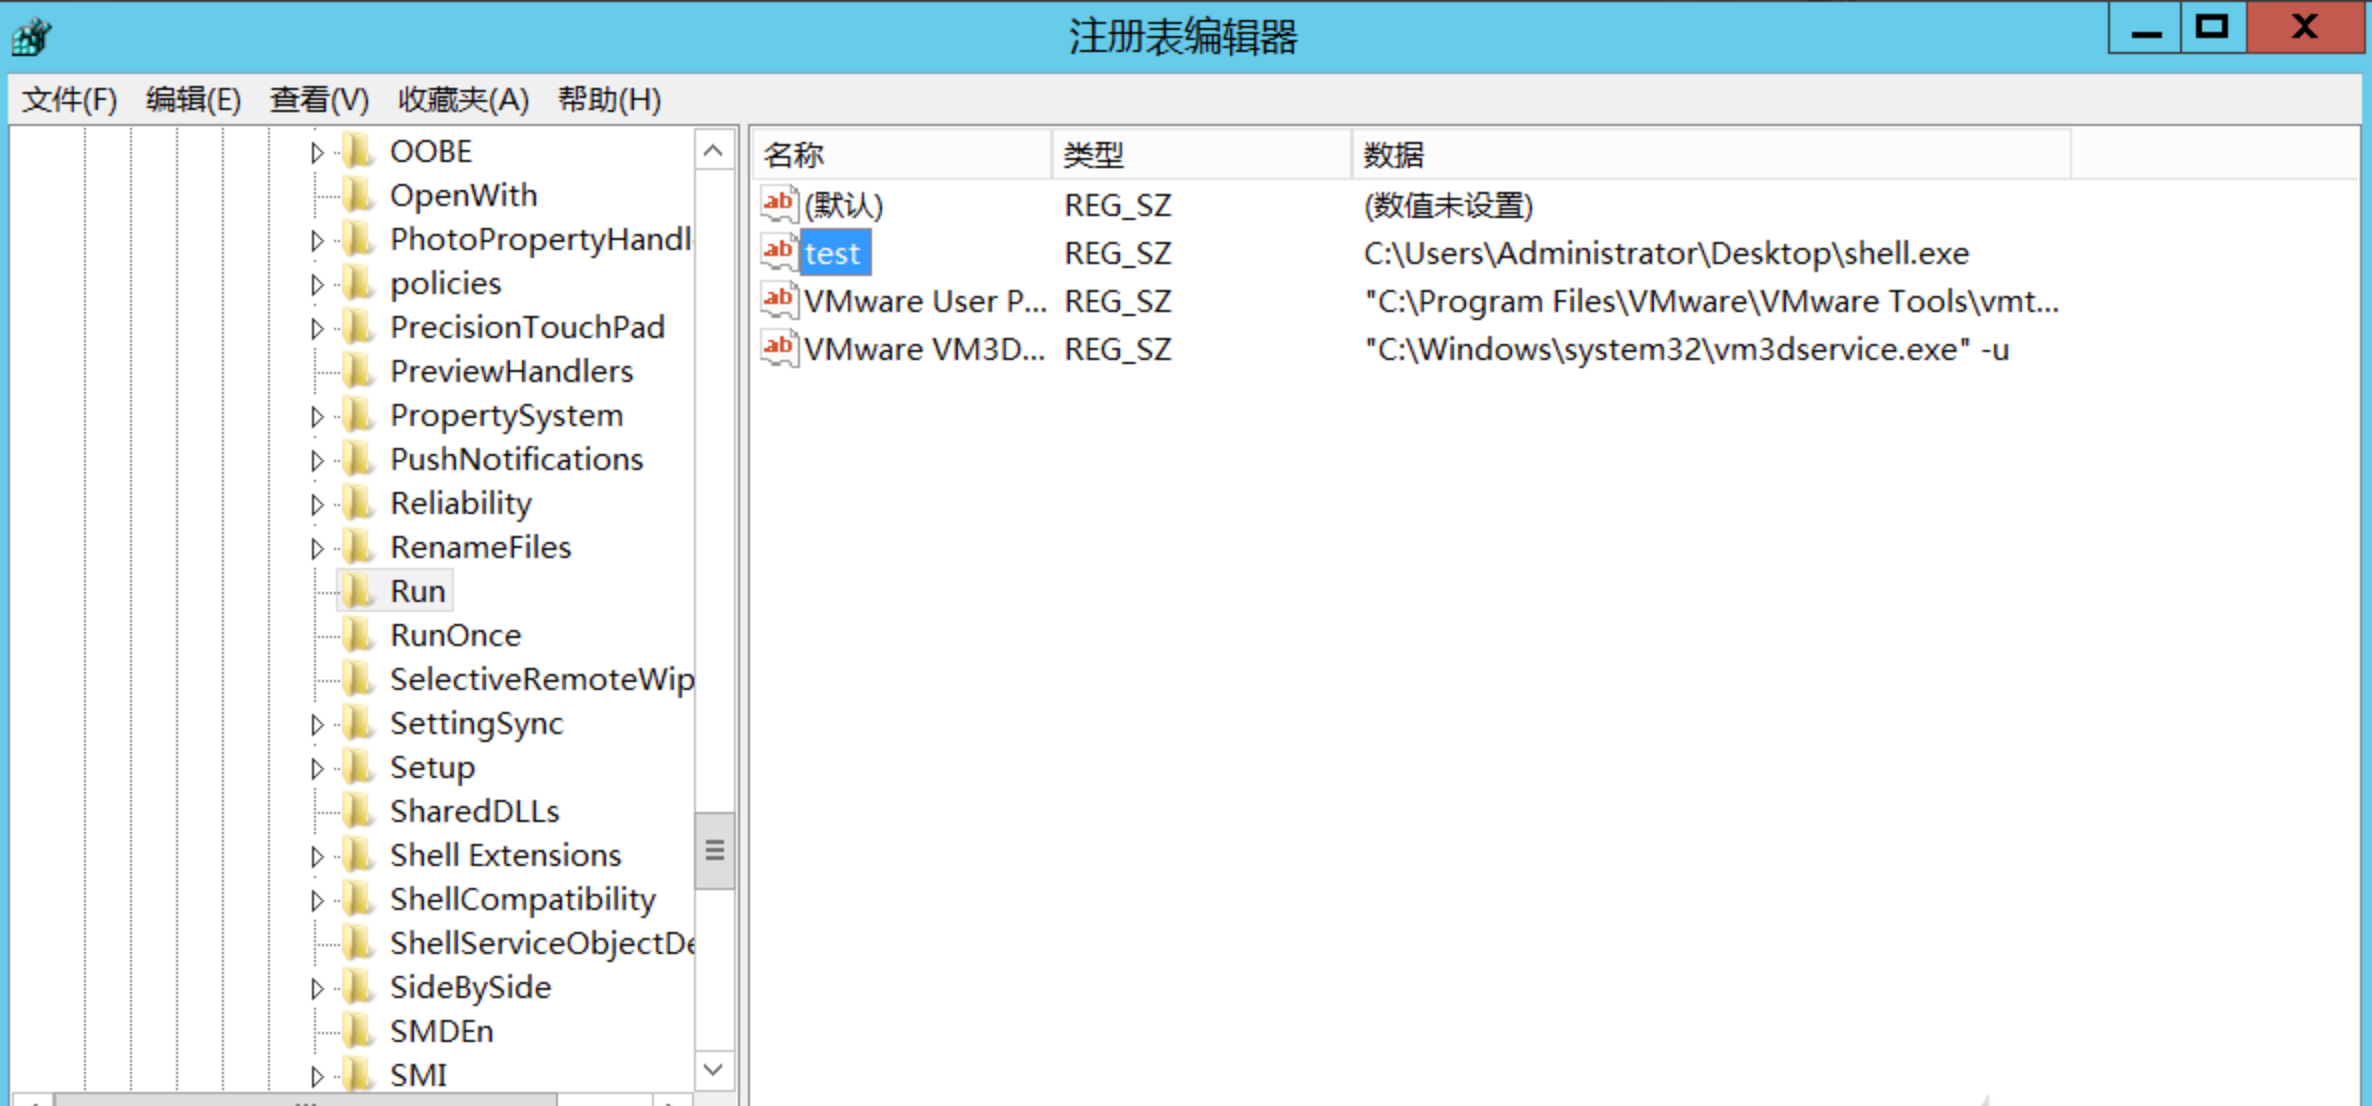 注册表编辑器
文件(F) 编辑(E) 查看(V) 收藏夹(A) 帮助(H)
OOBE
OpenWith
PhotoPropertyHandl
policies
PrecisionTouchPad
PreviewHandlers
PropertySystem
PushNotifications
Reliability
RenameFiles
Run
RunOnce
SelectiveRemoteWip
SettingSync
Setup
SharedDLLs
Shell Extensions
ShellCompatibility
ShellServiceObjectDe
SideBySide
SMDEn
SMI
名称 类型 数据
(默认) REG_SZ (数值未设置)
test REG_SZ C:\Users\Administrator\Desktop\shell.exe
VMware User P... REG_SZ "C:\Program Files\VMware\VMware Tools\vmt...
VMware VM3D... REG_SZ "C:\Windows\system32\vm3dservice.exe" -u